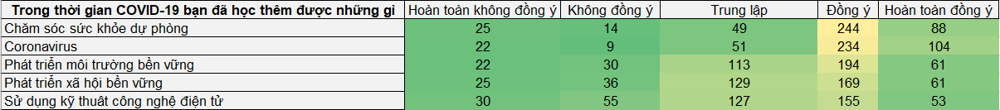 Trong thời gian COVID-19 bạn đã học thêm được những gì Hoàn toàn không đồng ý Không đồng ý Trung lập Đồng ý Hoàn toàn đồng ý
Chăm sóc sức khỏe dự phòng 25 14 49 244 88
Coronavirus 22 9 51 234 104
Phát triển môi trường bền vững 22 30 113 194 61
Phát triển xã hội bền vững 25 36 129 169 61
Sử dụng kỹ thuât công nghệ điện tử 30 55 127 155 53